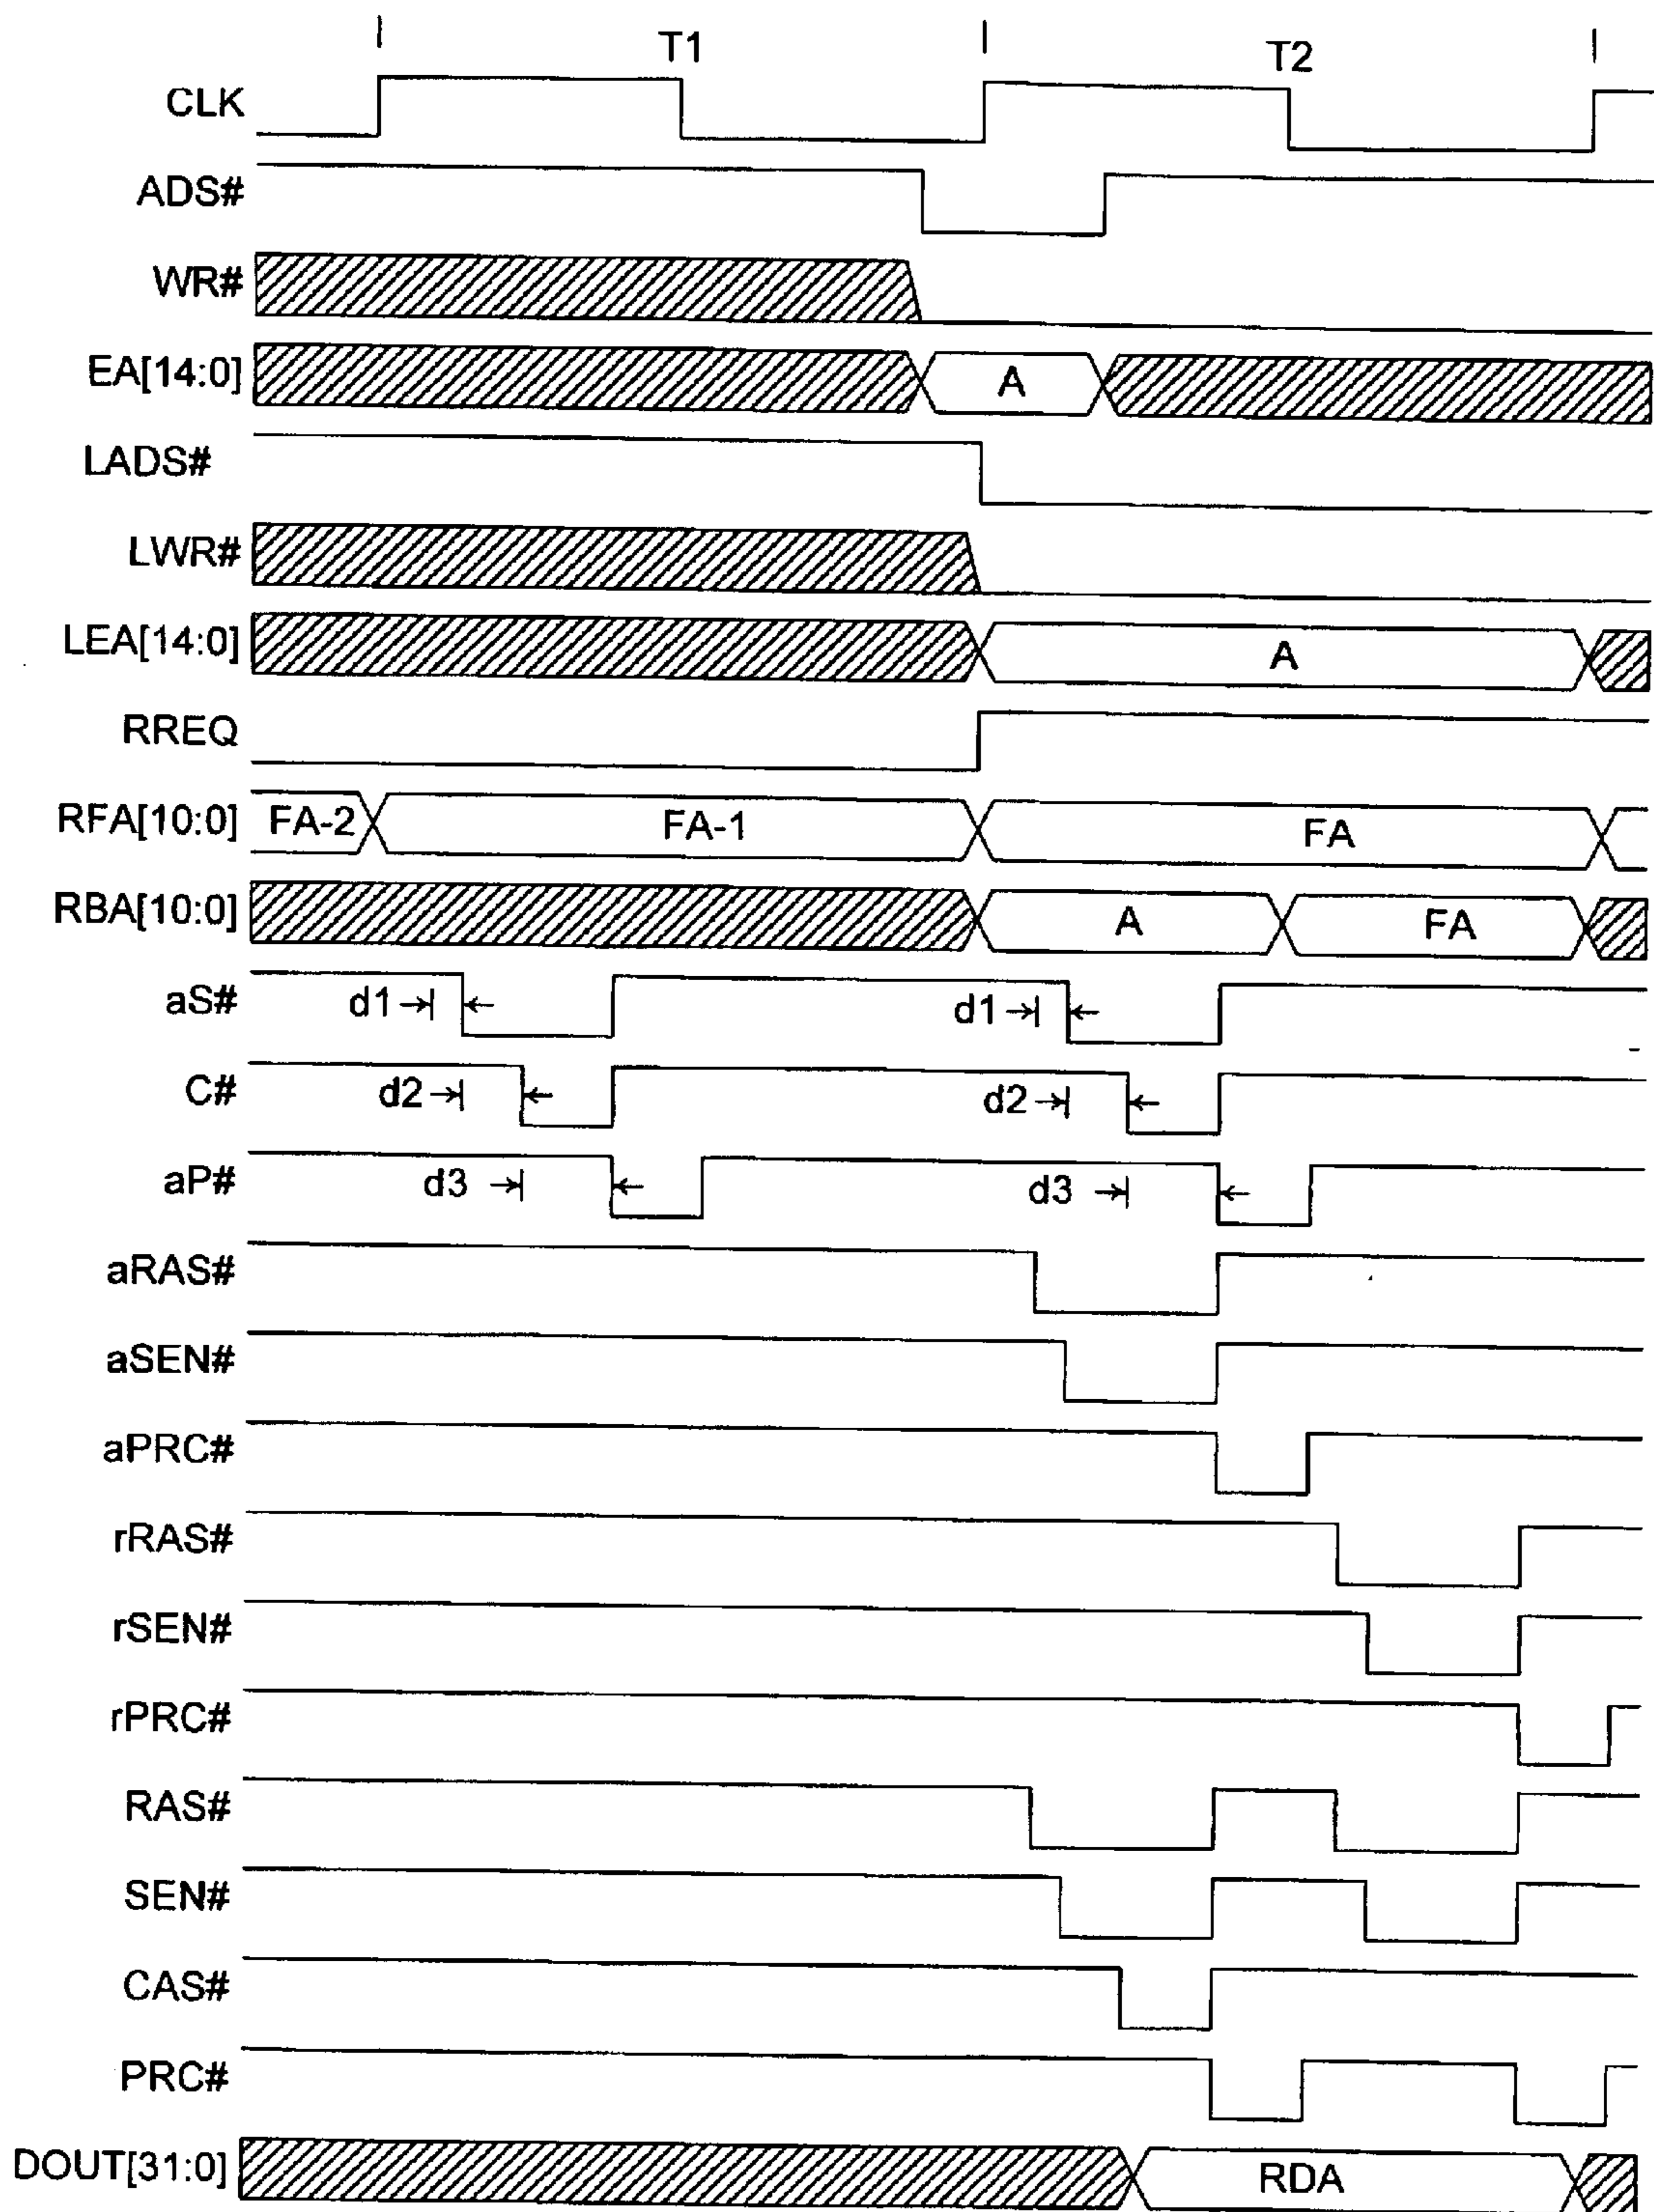 T1 T2
CLK
ADS#
WR#
EA[14:0] A
LADS#
LWR#
LEA[14:0] A
RREQ
RFA[10:0] FA-2 FA-1 FA
RBA[10:0] A FA
aS# d1 d1
C# d2 d2
aP# d3 d3
aRAS#
aSEN#
aPRC#
rRAS#
rSEN#
rPRC#
RAS#
SEN#
CAS#
PRC#
DOUT[31:0] RDA